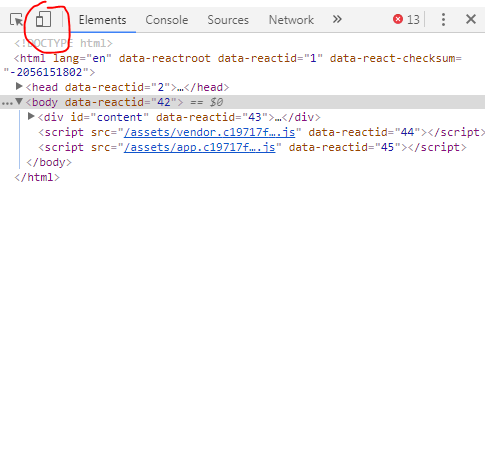 Elements Console Sources Network » 13
<!DOCTYPE html>
<html lang="en" data-reactroot data-reactid="1" data-react-checksum=
"-2056151802">
<head data-reactid="2">…</head>
…<body data-reactid="42"> == $0
<div id="content" data-reactid="43">…</div>
<script src="/assets/vendor.c19717f….js" data-reactid="44"></script>
<script src="/assets/app.c19717f….js" data-reactid="45"></script>
</body>
</html>